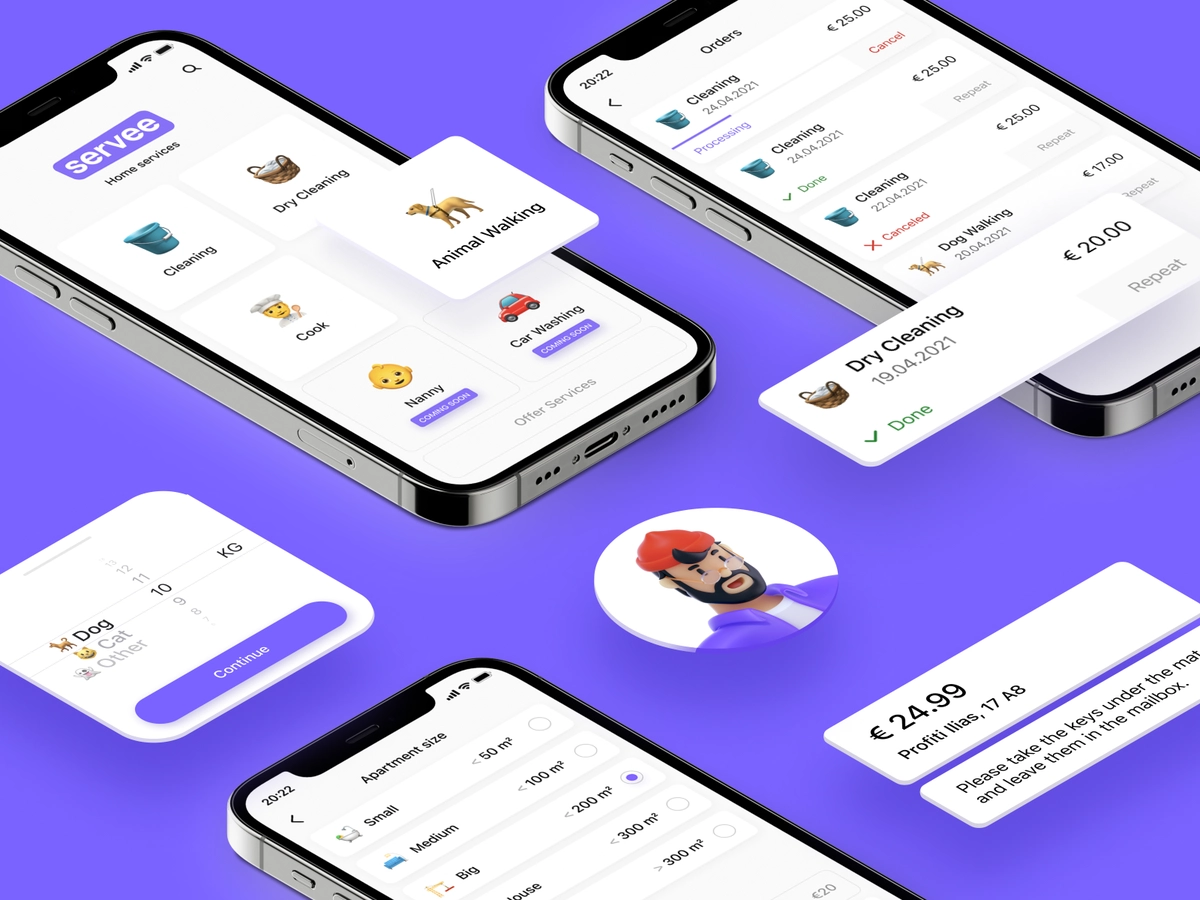 servee
Home services
Cleaning
Dry Cleaning
Animal Walking
Cook
Car Washing
COMING SOON
Nanny
COMING SOON
Offer Services
20:22
Orders
Cleaning
24.04.2021
€ 25.00
Processing
Cancel
Cleaning
24.04.2021
€ 25.00
Done
Repeat
Cleaning
22.04.2021
€ 25.00
Canceled
Repeat
Dog Walking
20.04.2021
€ 17.00
Repeat
Dry Cleaning
19.04.2021
€ 20.00
Done
Repeat
Dog
Cat
Other
12
11
10
9
8
KG
Continue
20:22
Apartment size
Small
< 50 m²
Medium
< 100 m²
Big
< 200 m²
< 300 m²
> 300 m²
€20
€ 24.99
Profiti Ilias, 17 A8
Please take the keys under the mat
and leave them in the mailbox.